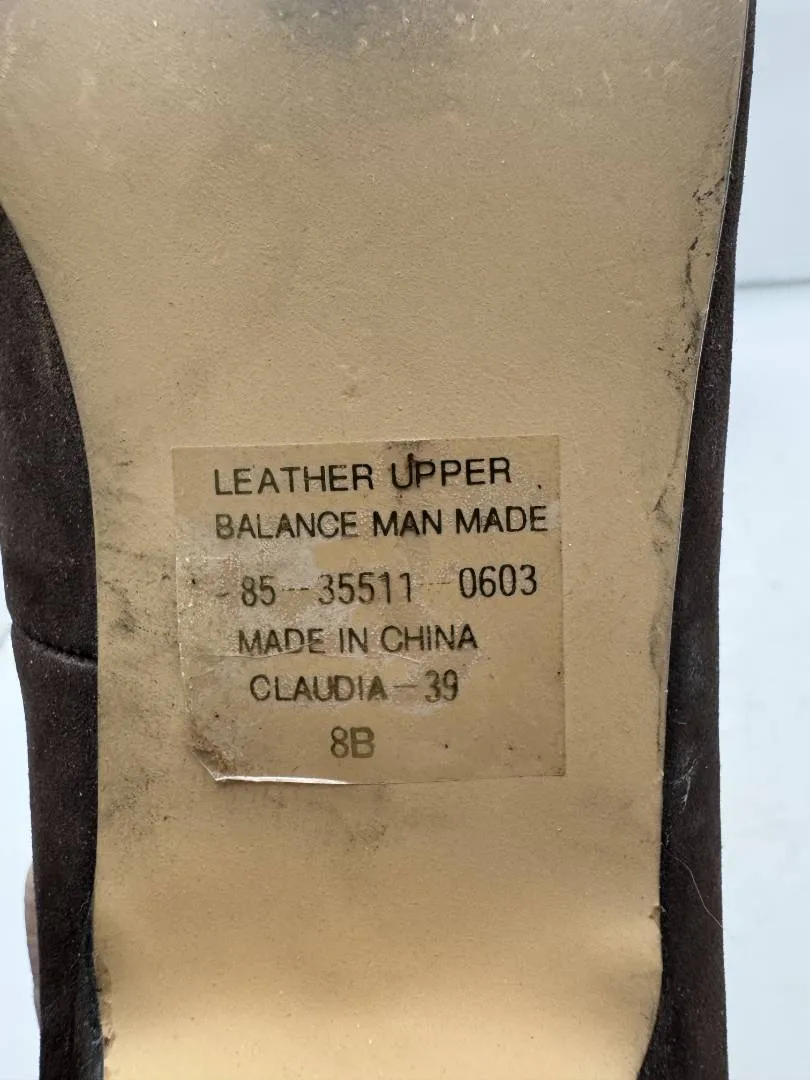 LEATHER UPPER
BALANCE MAN MADE
85-35511 0603
MADE IN CHINA
CLAUDIA-39
8B